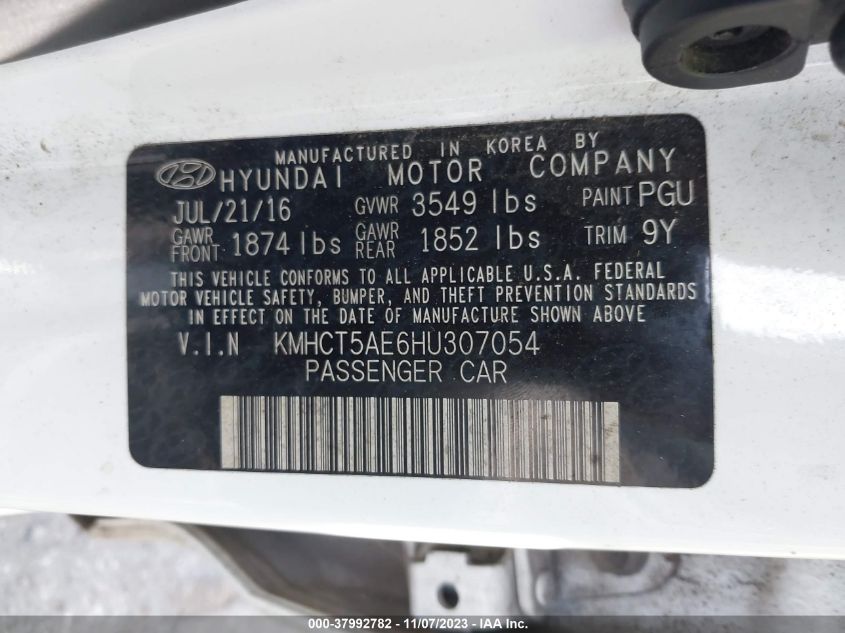 MANUFACTURED IN KOREA BY
HYUNDAI MOTOR COMPANY
JUL/21/16 GVWR 3549 lbs PAINT PGU
GAWR FRONT 1874 lbs GAWR REAR 1852 lbs TRIM 9Y
THIS VEHICLE CONFORMS TO ALL APPLICABLE U.S.A. FEDERAL
MOTOR VEHICLE SAFETY, BUMPER, AND THEFT PREVENTION STANDARDS
IN EFFECT ON THE DATE OF MANUFACTURE SHOWN ABOVE
V.I.N KMHCT5AE6HU307054
PASSENGER CAR
000-37992782 - 11/07/2023 - IAA Inc.